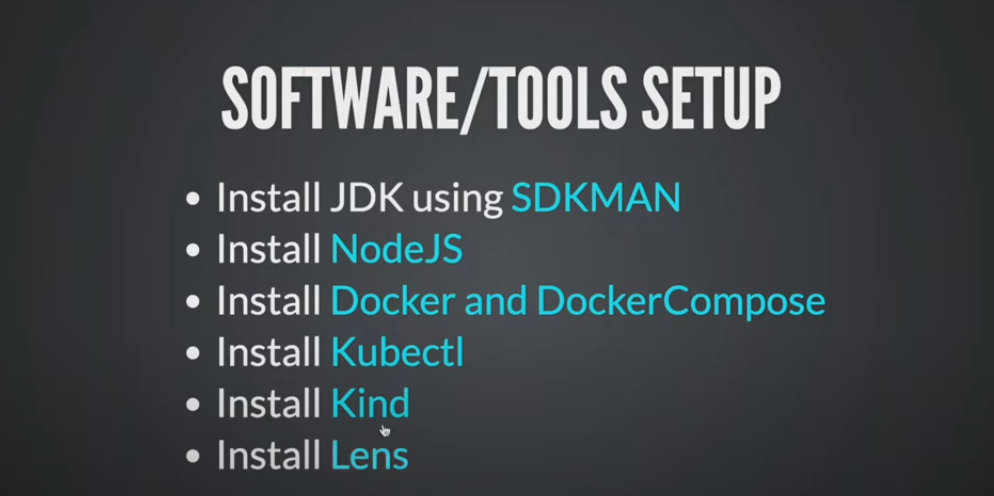 SOFTWARE/TOOLS SETUP
• Install JDK using SDKMAN
• Install NodeJS
• Install Docker and DockerCompose
• Install Kubectl
• Install Kind
• Install Lens